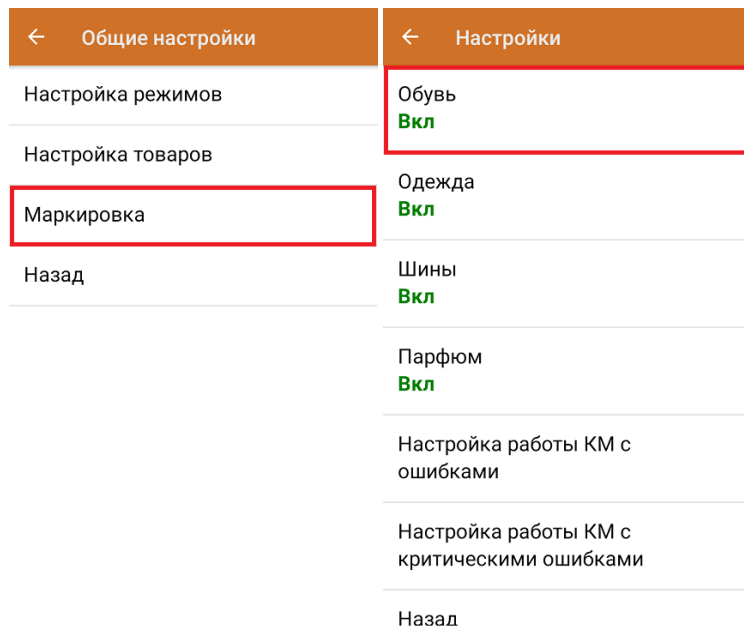 Общие настройки
Настройка режимов
Настройка товаров
Маркировка
Назад
Настройки
Обувь
Вкл
Одежда
Вкл
Шины
Вкл
Парфюм
Вкл
Настройка работы КМ с
ошибками
Настройка работы КМ с
критическими ошибками
Назад